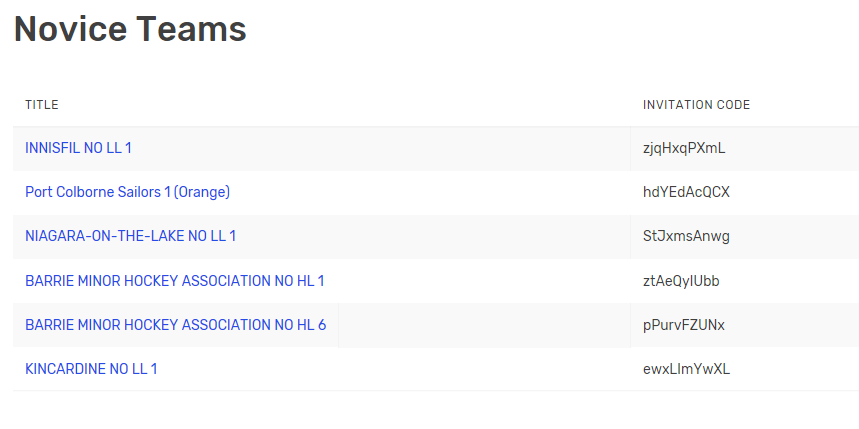 Novice Teams
TITLE INVITATION CODE
INNISFIL NO LL 1 zjqHxqPXmL
Port Colborne Sailors 1 (Orange) hdYEdAcQCX
NIAGARA-ON-THE-LAKE NO LL 1 StJxmsAnwg
BARRIE MINOR HOCKEY ASSOCIATION NO HL 1 ztAeQylUbb
BARRIE MINOR HOCKEY ASSOCIATION NO HL 6 pPurvFZUNx
KINCARDINE NO LL 1 ewxLImYwXL